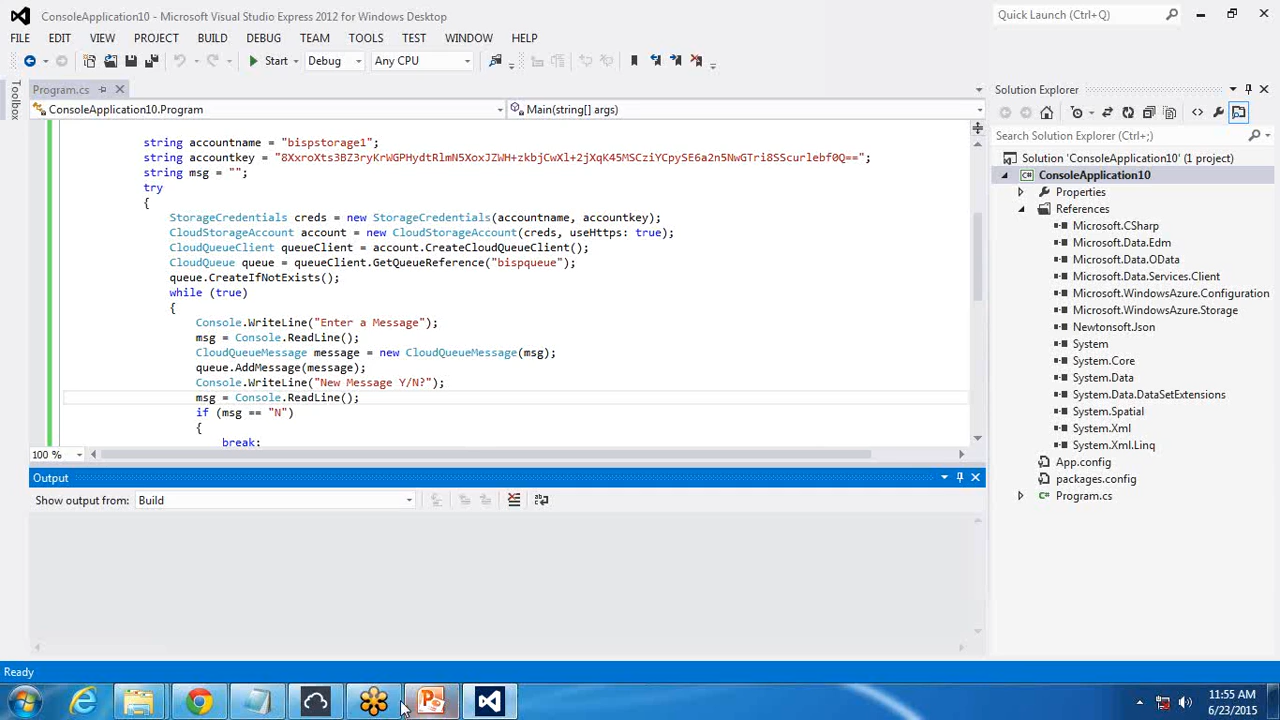 ConsoleApplication10 - Microsoft Visual Studio Express 2012 for Windows Desktop
Quick Launch (Ctrl+Q)
FILE EDIT VIEW PROJECT BUILD DEBUG TEAM TOOLS TEST WINDOW HELP
Start Debug Any CPU
Toolbox
Program.cs
ConsoleApplication10.Program
Main(string[] args)
string accountname = "bispstorage1";
string accountkey = "8XxroXts3BZ3ryKrWGPHydtRlmN5XoxJZWH+zkbjCwXl+2jXqK45MSCziYCpySE6a2n5NwGTri8SScurlebf0Q==";
string msg = "";
try
{
StorageCredentials creds = new StorageCredentials(accountname, accountkey);
CloudStorageAccount account = new CloudStorageAccount(creds, useHttps: true);
CloudQueueClient queueClient = account.CreateCloudQueueClient();
CloudQueue queue = queueClient.GetQueueReference("bispqueue");
queue.CreateIfNotExists();
while (true)
{
Console.WriteLine("Enter a Message");
msg = Console.ReadLine();
CloudQueueMessage message = new CloudQueueMessage(msg);
queue.AddMessage(message);
Console.WriteLine("New Message Y/N?");
msg = Console.ReadLine();
if (msg == "N")
{
break;
100 %
Output
Show output from: Build
Solution Explorer
Search Solution Explorer (Ctrl+;)
Solution 'ConsoleApplication10' (1 project)
ConsoleApplication10
Properties
References
Microsoft.CSharp
Microsoft.Data.Edm
Microsoft.Data.OData
Microsoft.Data.Services.Client
Microsoft.WindowsAzure.Configuration
Microsoft.WindowsAzure.Storage
Newtonsoft.Json
System
System.Core
System.Data
System.Data.DataSetExtensions
System.Spatial
System.Xml
System.Xml.Linq
App.config
packages.config
Program.cs
Ready
11:55 AM
6/23/2015